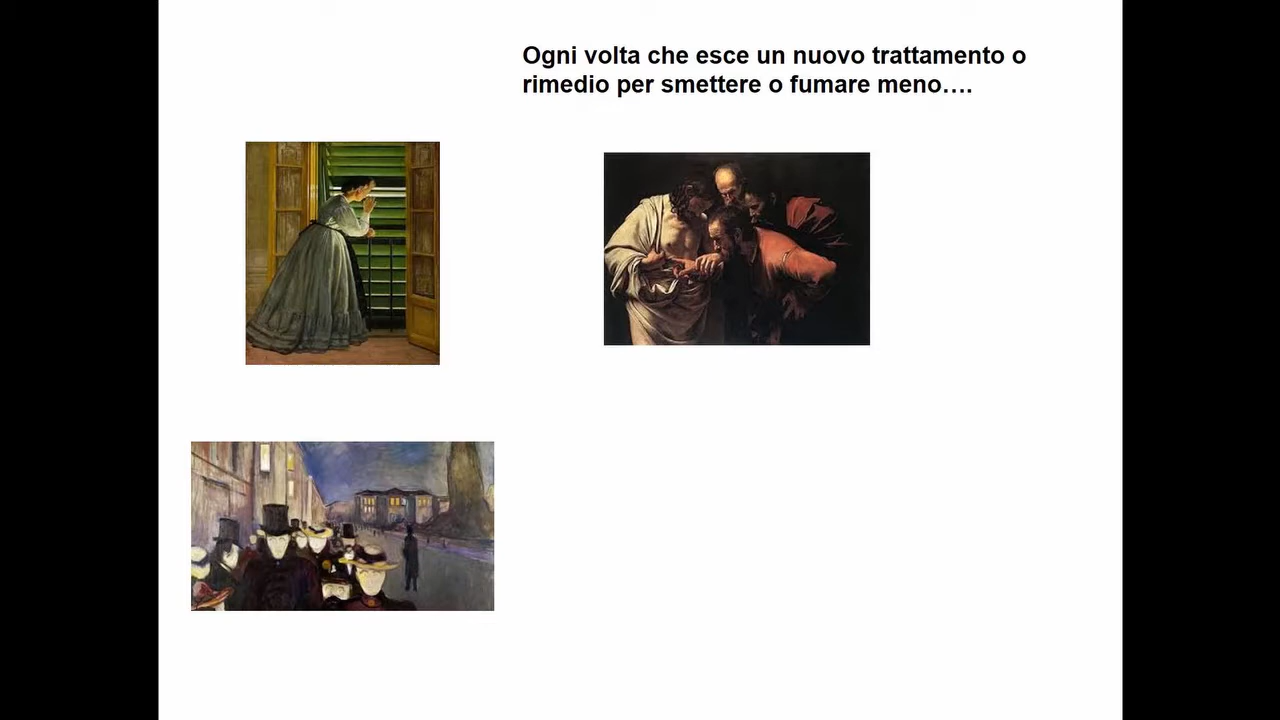 Ogni volta che esce un nuovo trattamento o
rimedio per smettere o fumare meno….